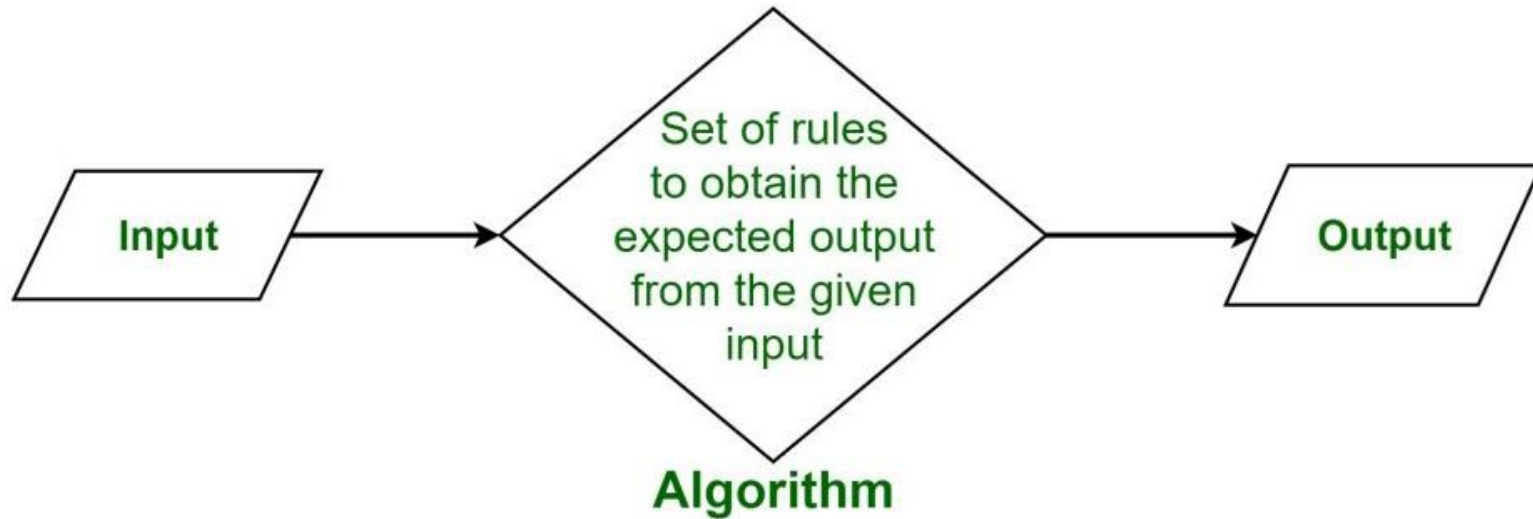 Input
Set of rules
to obtain the
expected output
from the given
input
Output
Algorithm